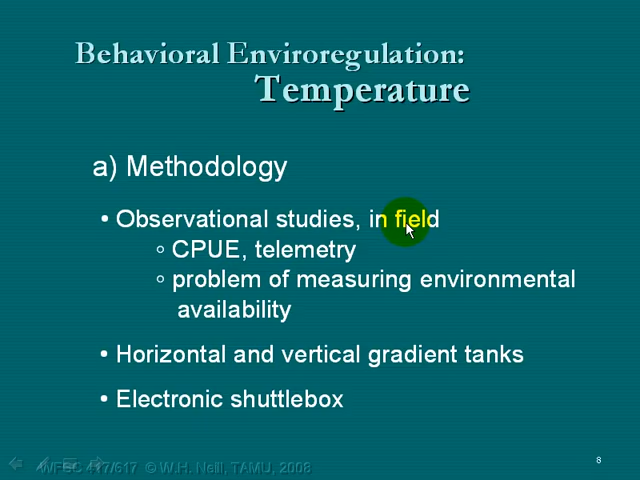 Behavioral Enviroregulation:
Temperature
a) Methodology
• Observational studies, in field
◦ CPUE, telemetry
◦ problem of measuring environmental
availability
• Horizontal and vertical gradient tanks
• Electronic shuttlebox
WFSC 417/617 © W.H. Neill, TAMU, 2008
8